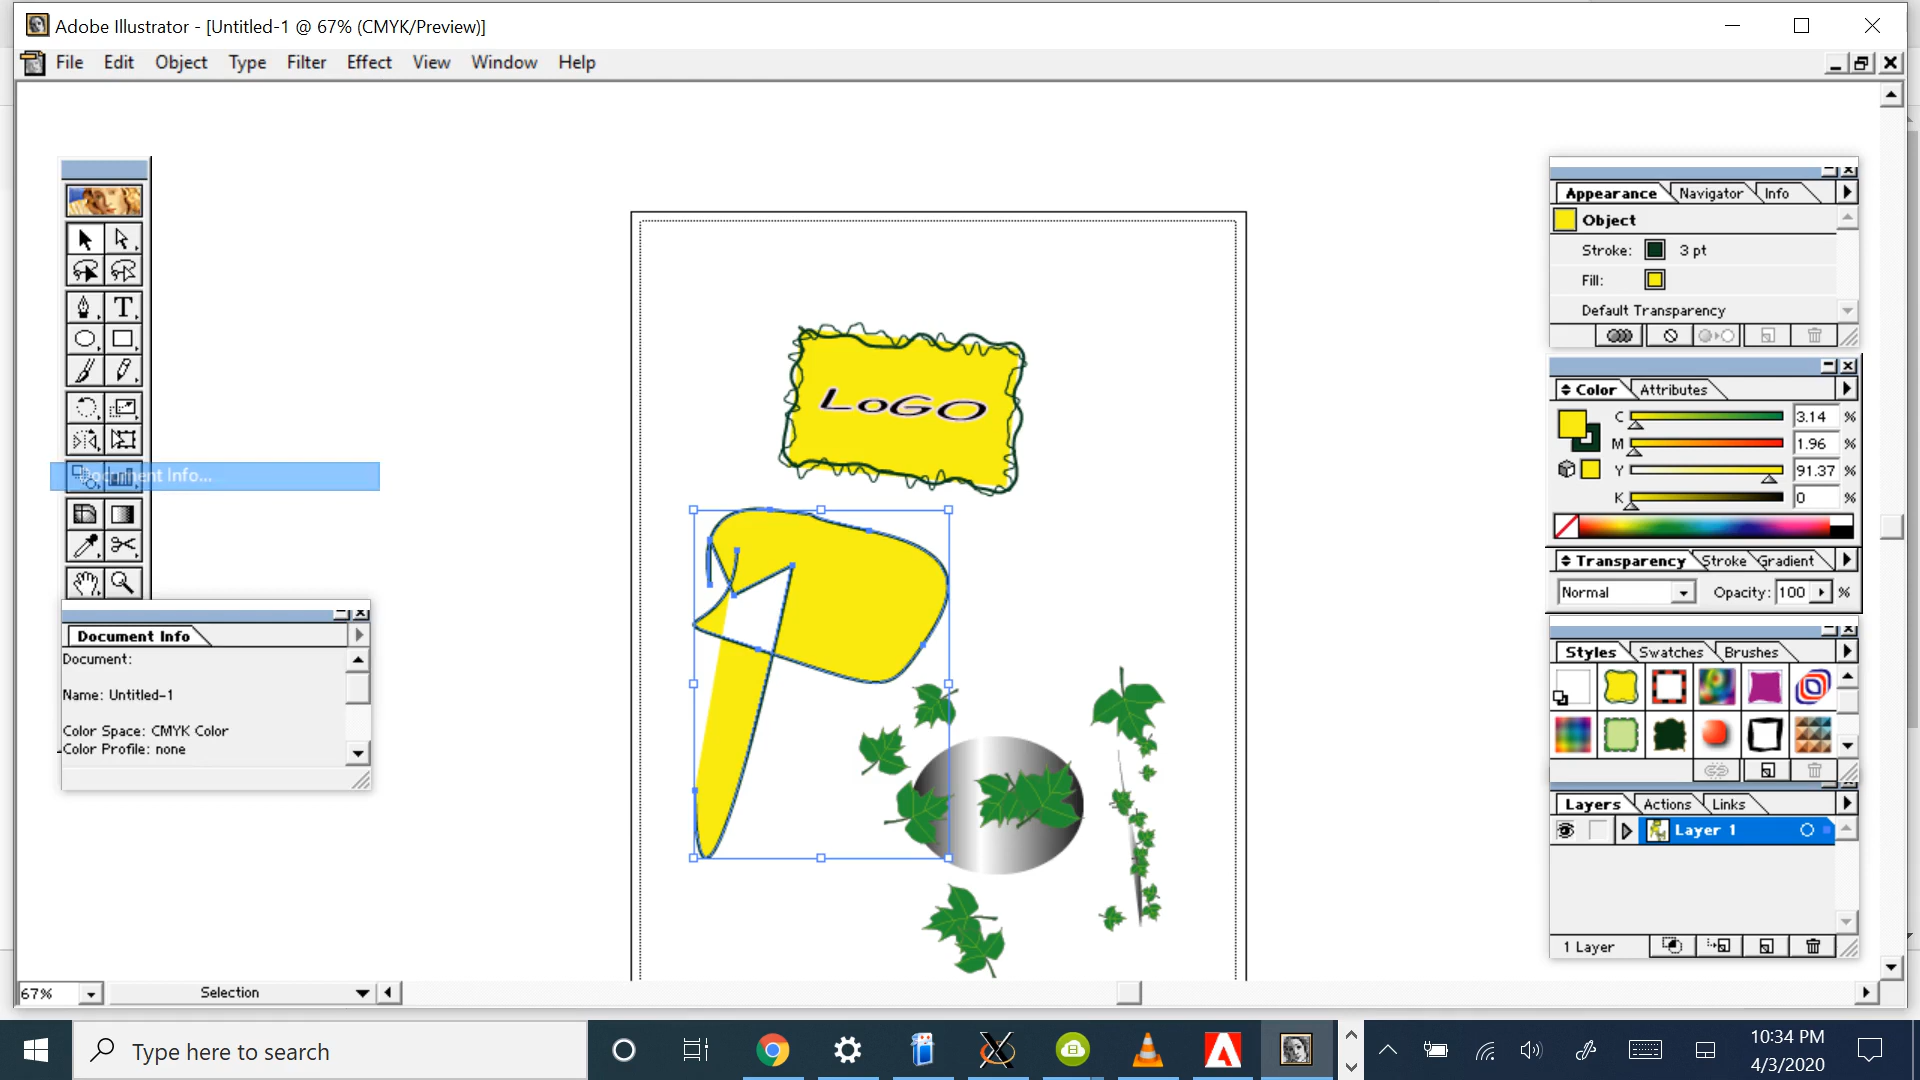 Adobe Illustrator - [Untitled-1 @ 67% (CMYK/Preview)]
File Edit Object Type Filter Effect View Window Help
T
LoGO
Document Info...
Document Info
Document:
Name: Untitled-1
Color Space: CMYK Color
Color Profile: none
Appearance Navigator Info
Object
Stroke: 3 pt
Fill:
Default Transparency
Color Attributes
C 3.14 %
M 1.96 %
Y 91.37 %
K 0 %
Transparency Stroke Gradient
Normal Opacity: 100 %
Styles Swatches Brushes
Layers Actions Links
Layer 1
1 Layer
67% Selection
Type here to search
10:34 PM
4/3/2020